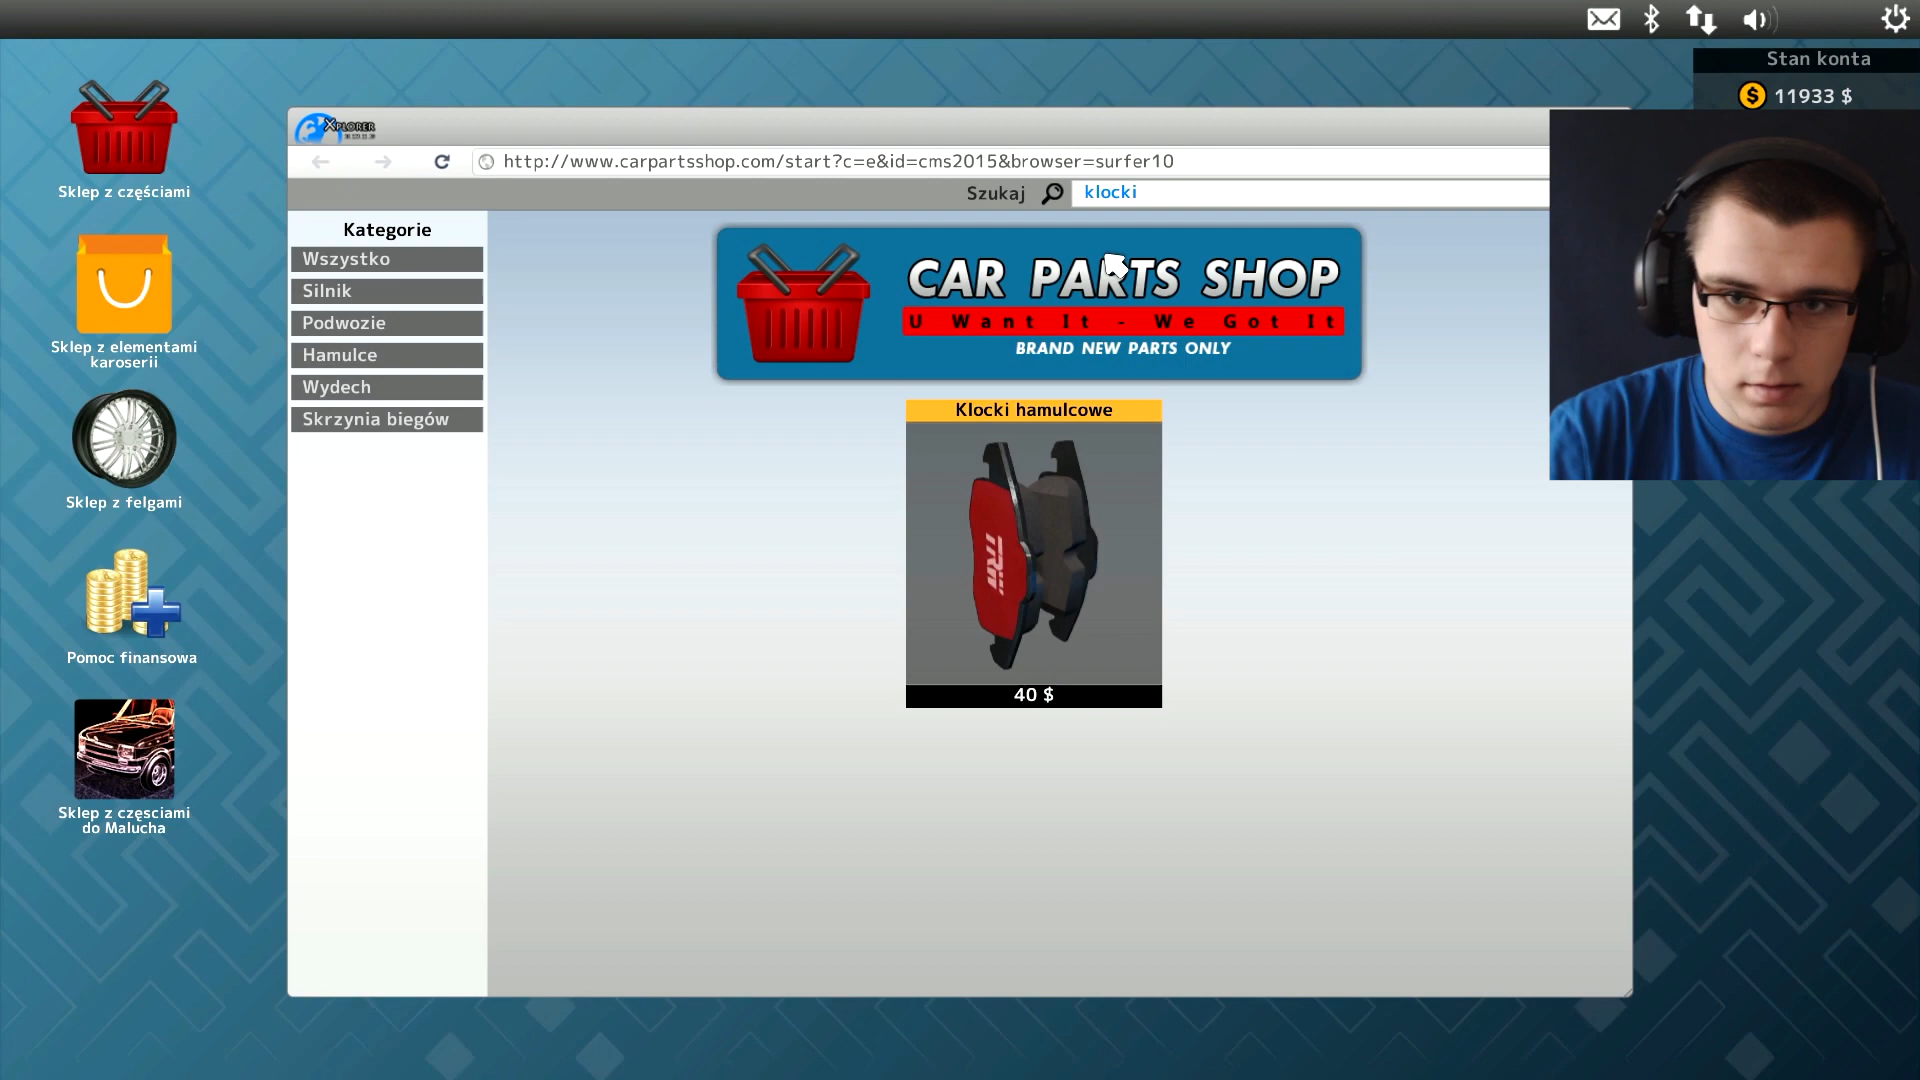 Stan konta
11933 $
Sklep z częściami
Sklep z elementami
karoserii
Sklep z felgami
Pomoc finansowa
Sklep z częsciami
do Malucha
XPLORER
http://www.carpartsshop.com/start?c=e&id=cms2015&browser=surfer10
Szukaj
klocki
Kategorie
Wszystko
Silnik
Podwozie
Hamulce
Wydech
Skrzynia biegów
CAR PARTS SHOP
U Want It - We Got It
BRAND NEW PARTS ONLY
Klocki hamulcowe
TRW
40 $